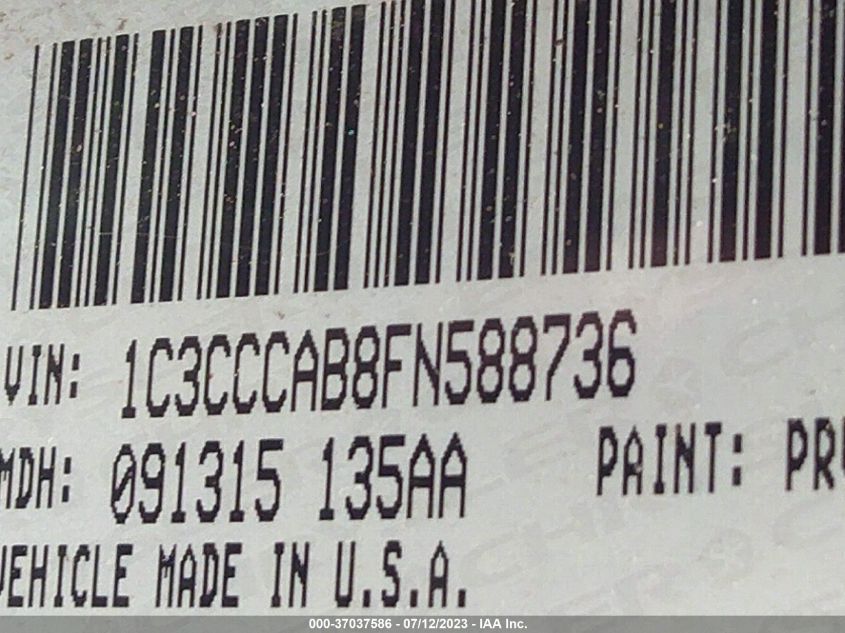 VIN: 1C3CCCAB8FN588736
MDH: 091315 135AA PAINT:
VEHICLE MADE IN U.S.A.
000-37037586 - 07/12/2023 - IAA Inc.